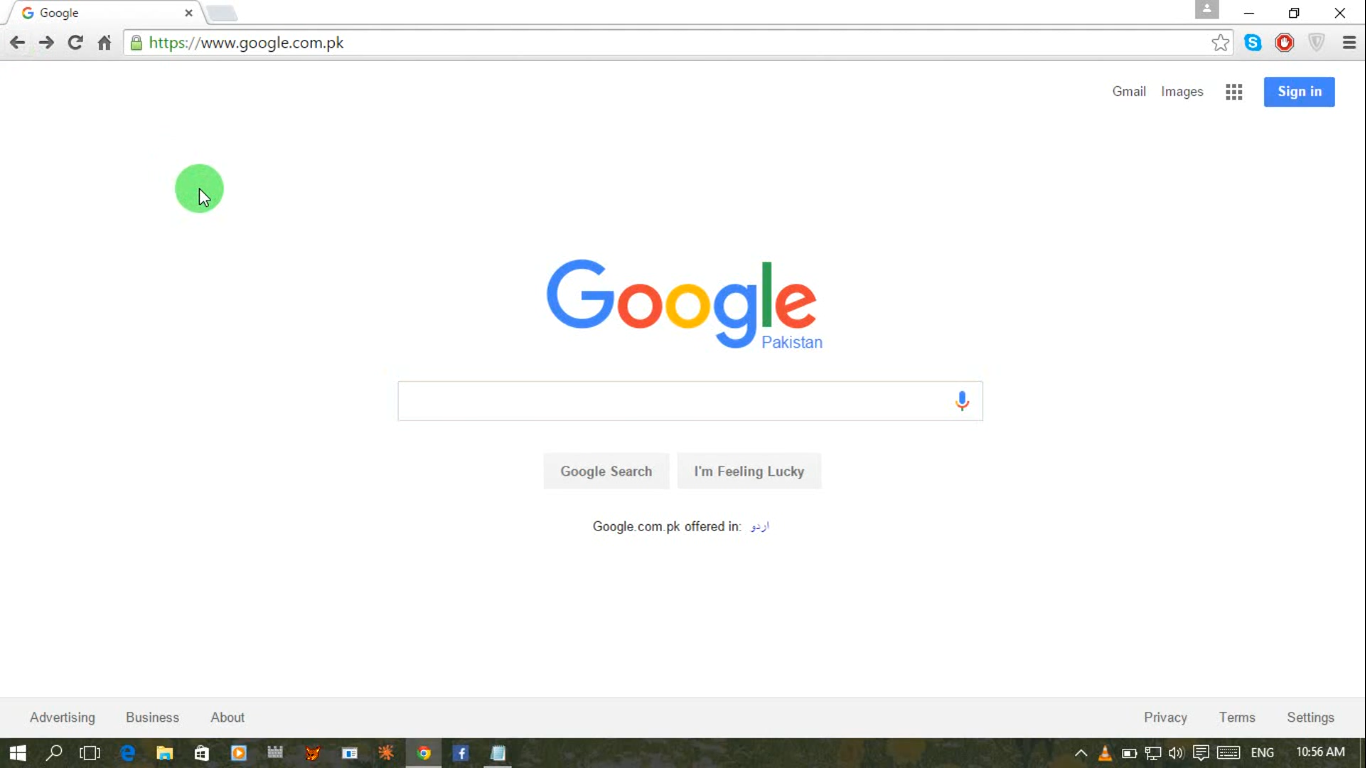 Google
https://www.google.com.pk
Gmail Images Sign in
Google
Pakistan
Google Search I'm Feeling Lucky
Google.com.pk offered in: اردو
Advertising Business About Privacy Terms Settings
ENG 10:56 AM